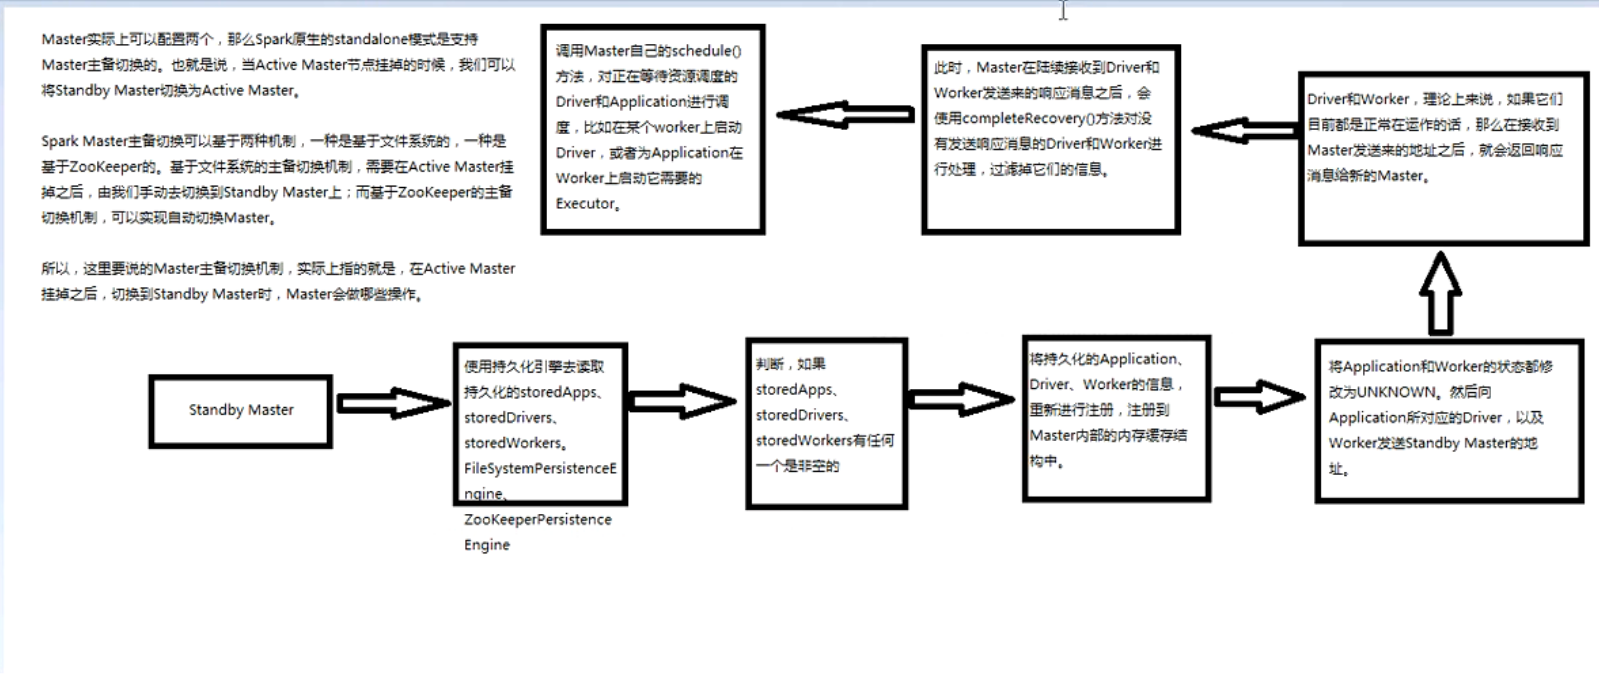 Master实际上可以配置两个，那么Spark原生的standalone模式是支持
Master主备切换的。也就是说，当Active Master节点挂掉的时候，我们可以
将Standby Master切换为Active Master。
Spark Master主备切换可以基于两种机制，一种是基于文件系统的，一种是
基于ZooKeeper的。基于文件系统的主备切换机制，需要在Active Master挂
掉之后，由我们手动去切换到Standby Master上；而基于ZooKeeper的主备
切换机制，可以实现自动切换Master。
所以，这里要说的Master主备切换机制，实际上指的就是，在Active Master
挂掉之后，切换到Standby Master时，Master会做哪些操作。
Standby Master
使用持久化引擎去读取
持久化的storedApps、
storedDrivers、
storedWorkers。
FileSystemPersistenceE
ngine、
ZooKeeperPersistence
Engine
判断，如果
storedApps、
storedDrivers、
storedWorkers有任何
一个是非空的
将持久化的Application、
Driver、Worker的信息，
重新进行注册，注册到
Master内部的内存缓存结
构中。
将Application和Worker的状态都修
改为UNKNOWN。然后向
Application所对应的Driver，以及
Worker发送Standby Master的地
址。
Driver和Worker，理论上来说，如果它们
目前都是正常在运作的话，那么在接收到
Master发送来的地址之后，就会返回响应
消息给新的Master。
此时，Master在陆续接收到Driver和
Worker发送来的响应消息之后，会
使用completeRecovery()方法对没
有发送响应消息的Driver和Worker进
行处理，过滤掉它们的信息。
调用Master自己的schedule()
方法，对正在等待资源调度的
Driver和Application进行调
度，比如在某个worker上启动
Driver，或者为Application在
Worker上启动它需要的
Executor。